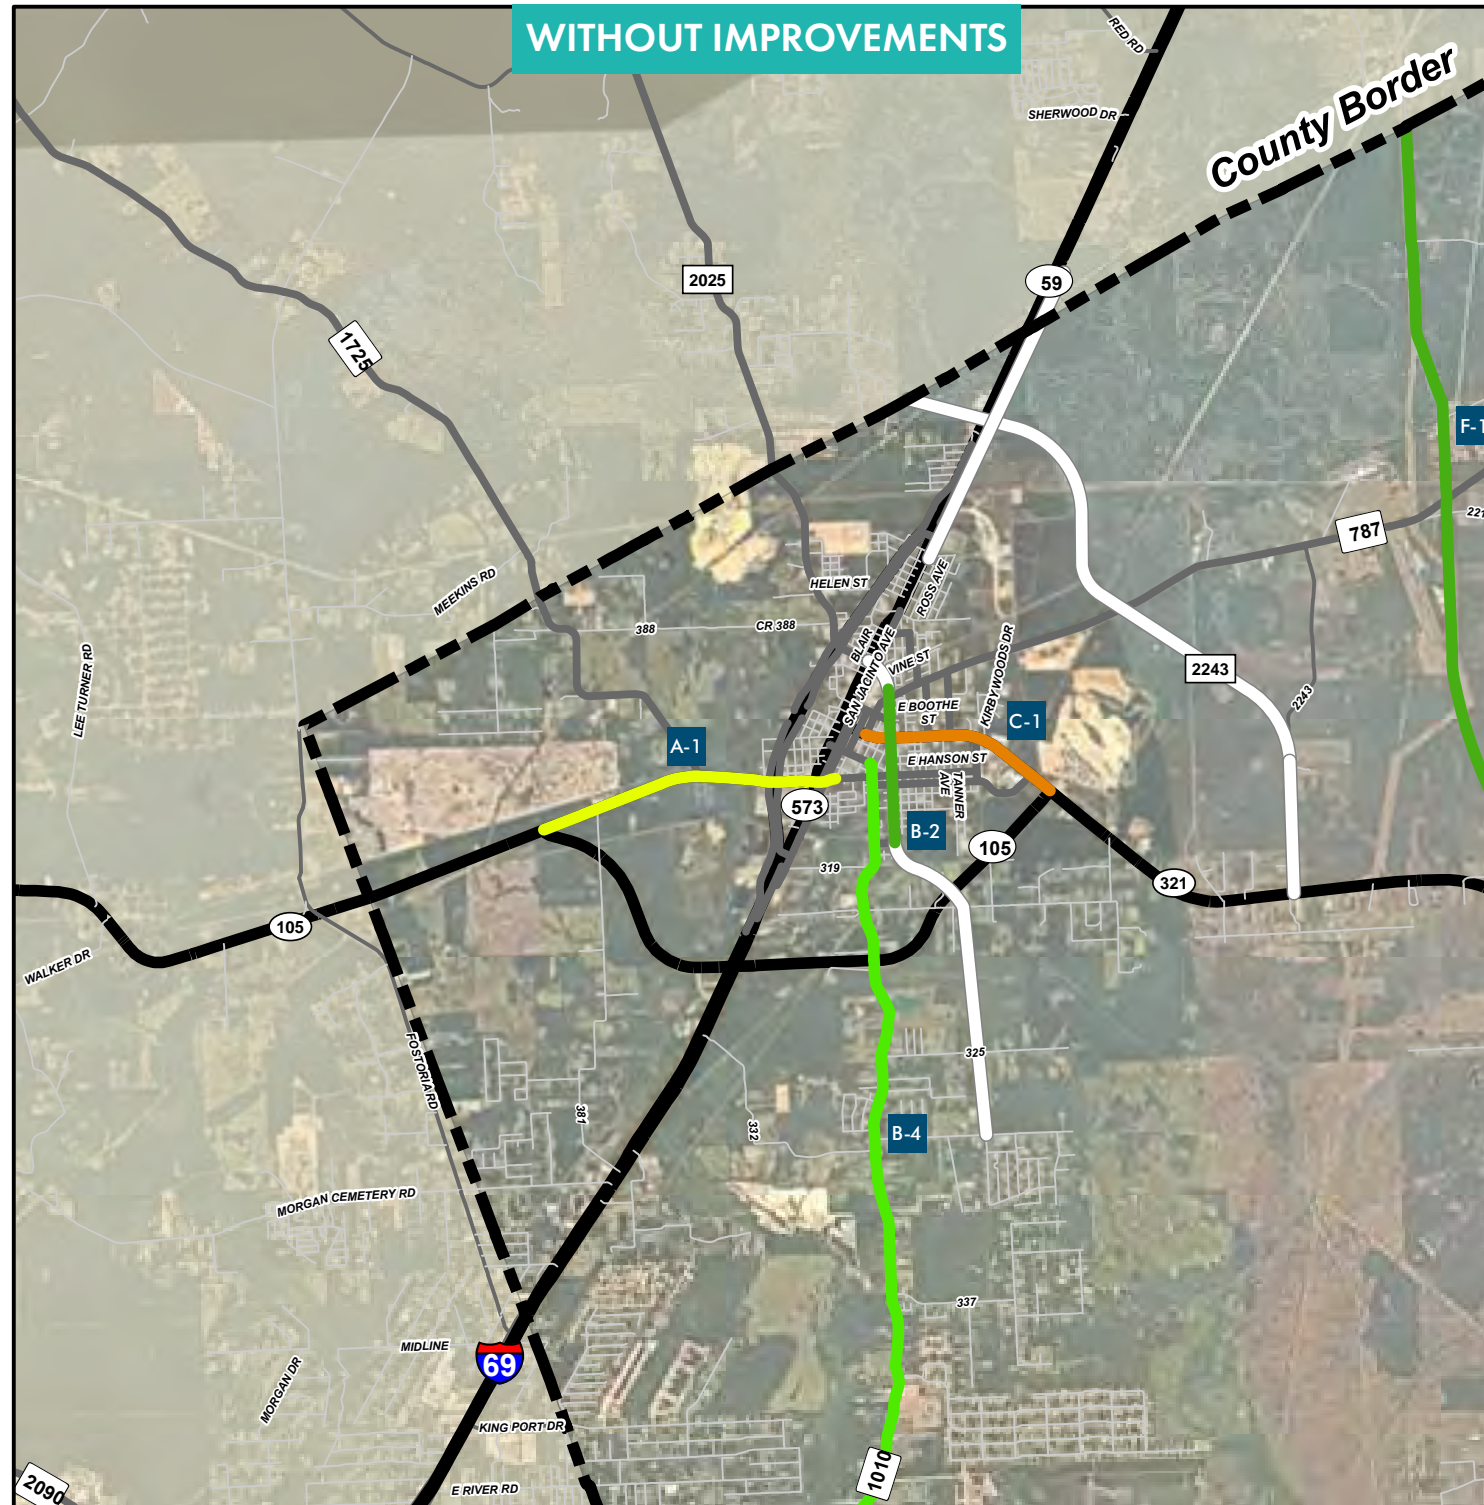 WITHOUT IMPROVEMENTS
RED RD
SHERWOOD DR
County Border
2025
59
1725
F-1
221
787
MEEKINS RD
HELEN ST
ROSS AVE
388
CR 388
BLAIR
SAN JACINTO AVE
VINE ST
KIRBY WOODS DR
LEE TURNER RD
2243
2243
E BOOTHE
ST
C-1
A-1
E HANSON ST
TANNER
AVE
573
B-2
105
319
321
105
WALKER DR
FOSTORIA RD
325
381
332
B-4
MORGAN CEMETERY RD
337
MIDLINE
69
MORGAN DR
KING PORT DR
1010
2090
E RIVER RD